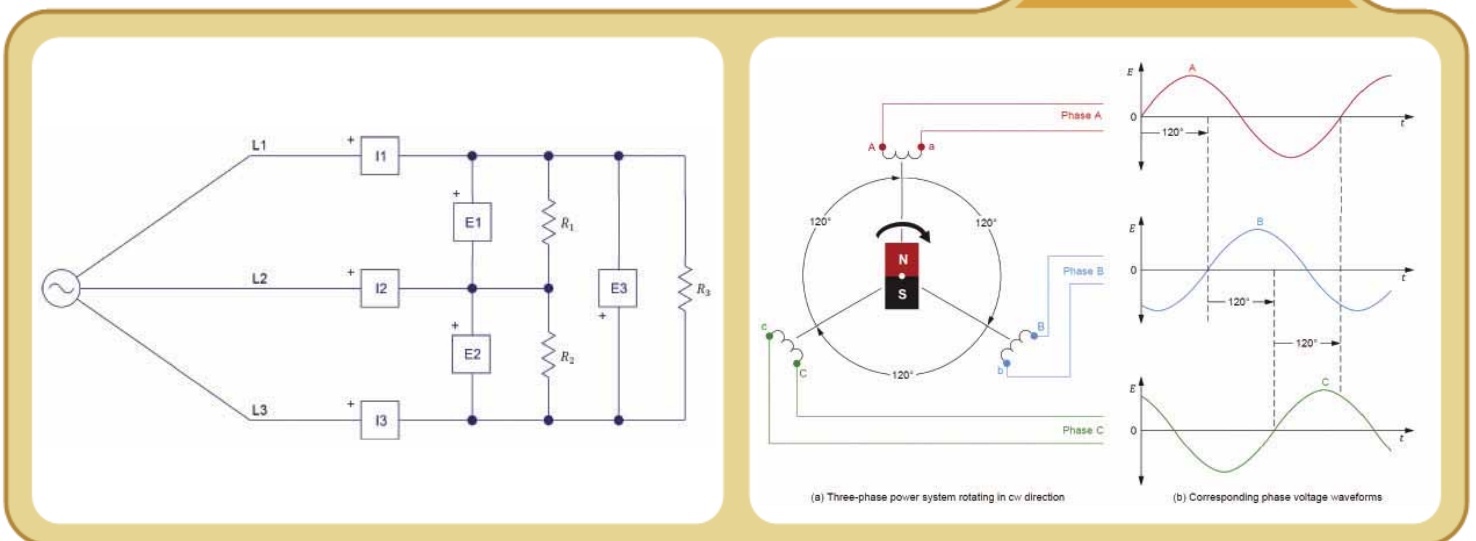 L1
+
I1
+
E1
R1
L2
+
I2
E3
+
R3
+
E2
R2
L3
+
I3
Phase A
A
a
120°
120°
N
S
Phase B
c
C
B
b
120°
Phase C
(a) Three-phase power system rotating in cw direction
E
A
0
t
120°
E
B
0
t
120°
120°
E
C
0
t
(b) Corresponding phase voltage waveforms